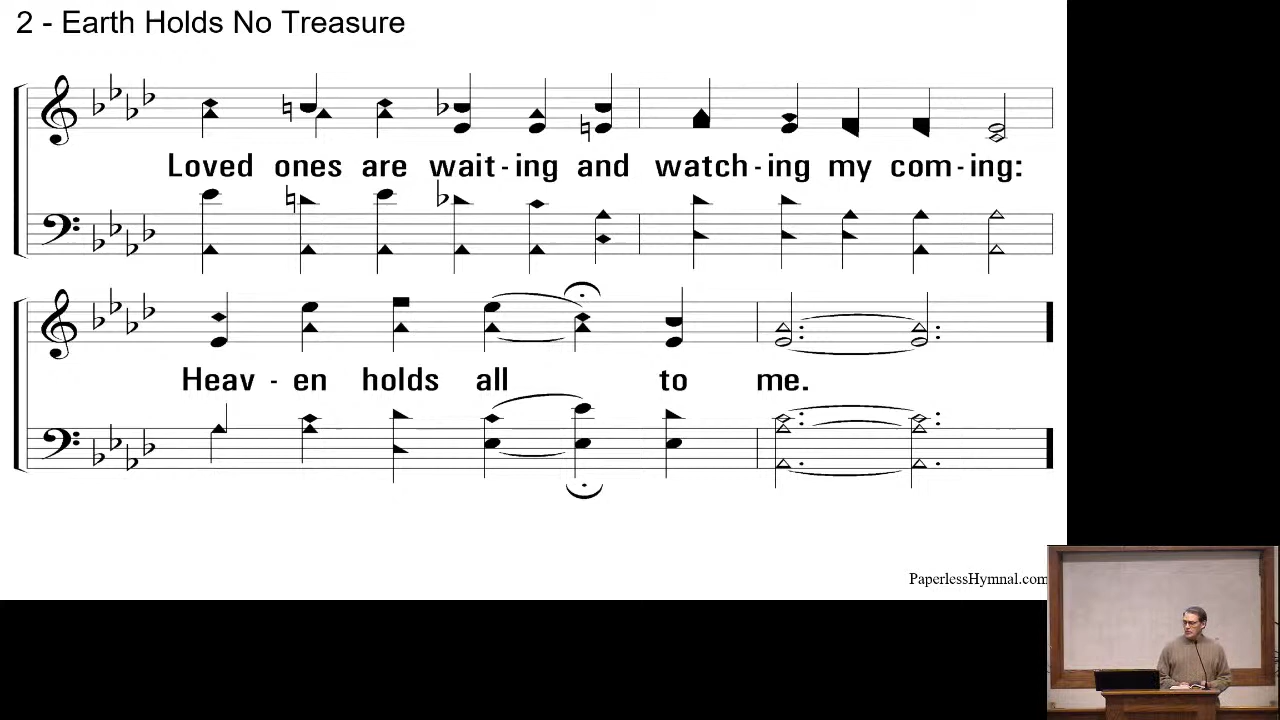 2 - Earth Holds No Treasure
Loved ones are wait-ing and watch-ing my com-ing:
Heav-en holds all to me.
PaperlessHymnal.com